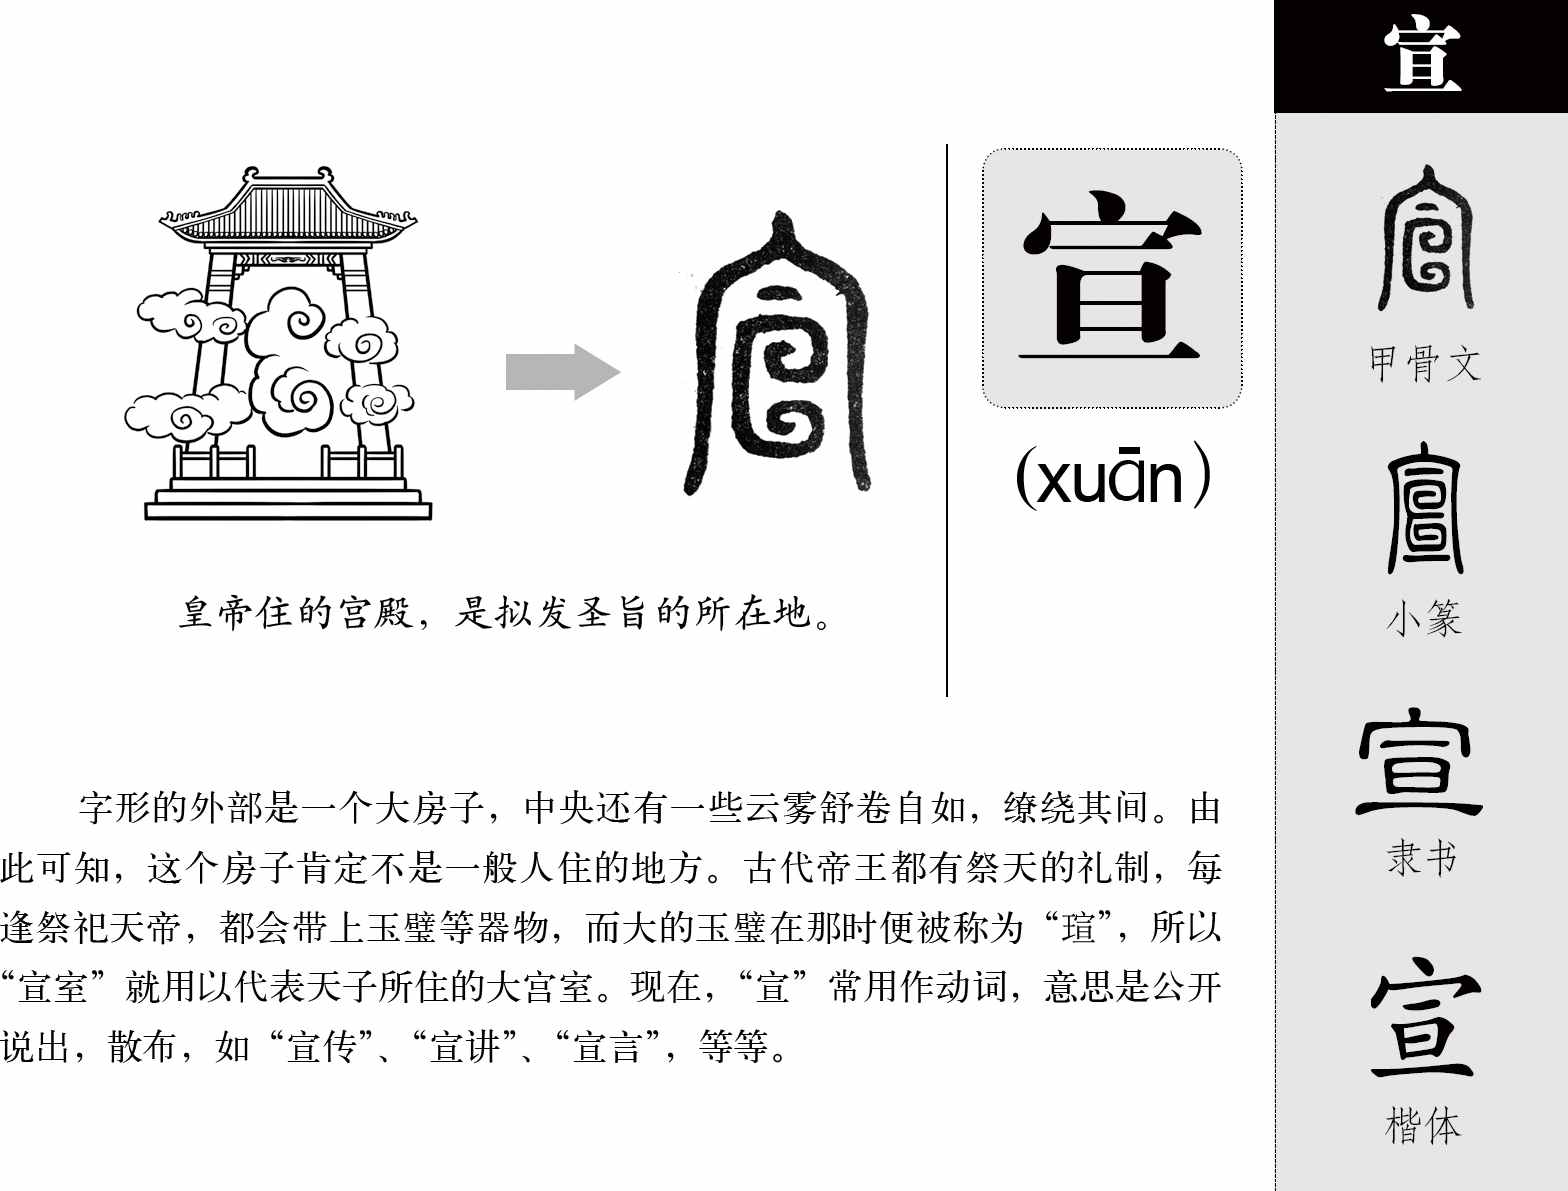 宣
宣
(xuān)
皇帝住的宫殿，是拟发圣旨的所在地。
字形的外部是一个大房子，中央还有一些云雾舒卷自如，缭绕其间。由
此可知，这个房子肯定不是一般人住的地方。古代帝王都有祭天的礼制，每
逢祭祀天帝，都会带上玉璧等器物，而大的玉璧在那时便被称为“瑄”，所以
“宣室”就用以代表天子所住的大宫室。现在，“宣”常用作动词，意思是公开
说出，散布，如“宣传”、“宣讲”、“宣言”，等等。
宣
甲骨文
宣
小篆
宣
隶书
宣
楷体